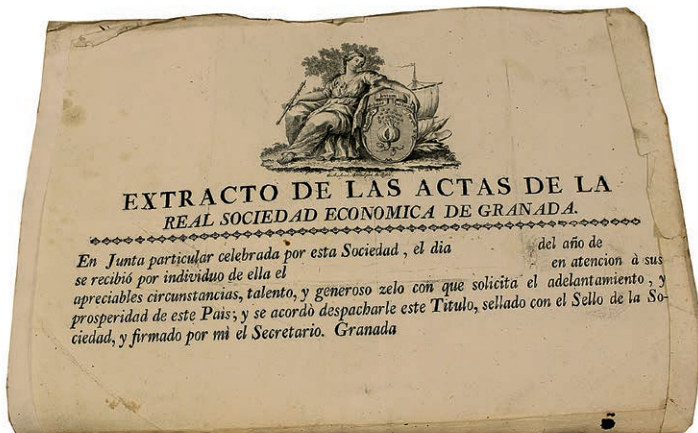 EXTRACTO DE LAS ACTAS DE LA
REAL SOCIEDAD ECONOMICA DE GRANADA.
En Junta particular celebrada por esta Sociedad, el dia del año de
se recibió por individuo de ella el en atencion à sus
apreciables circunstancias, talento, y generoso zelo con que solicita el adelantamiento, y
prosperidad de este Pais; y se acordò despacharle este Titulo, sellado con el Sello de la So-
ciedad, y firmado por mi el Secretario. Granada